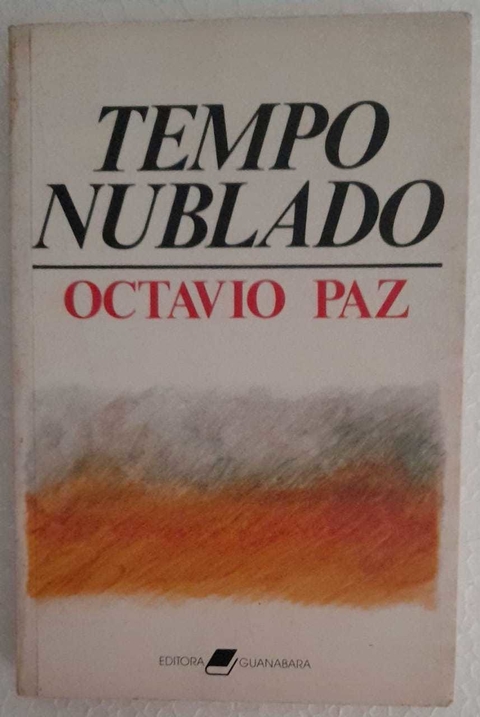 TEMPO
NUBLADO
OCTAVIO PAZ
EDITORA GUANABARA